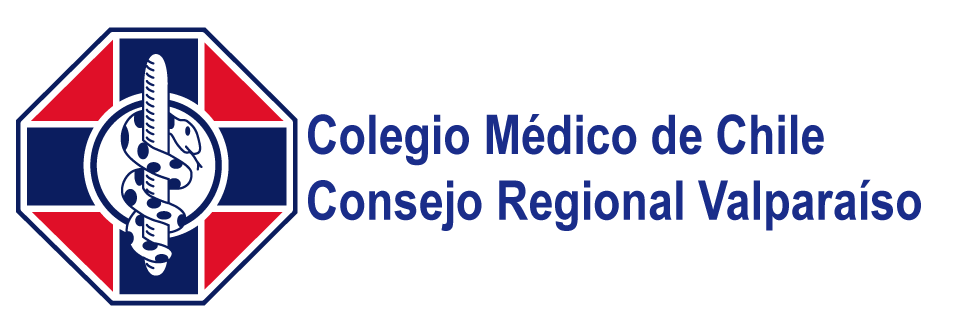 Colegio Médico de Chile
Consejo Regional Valparaíso